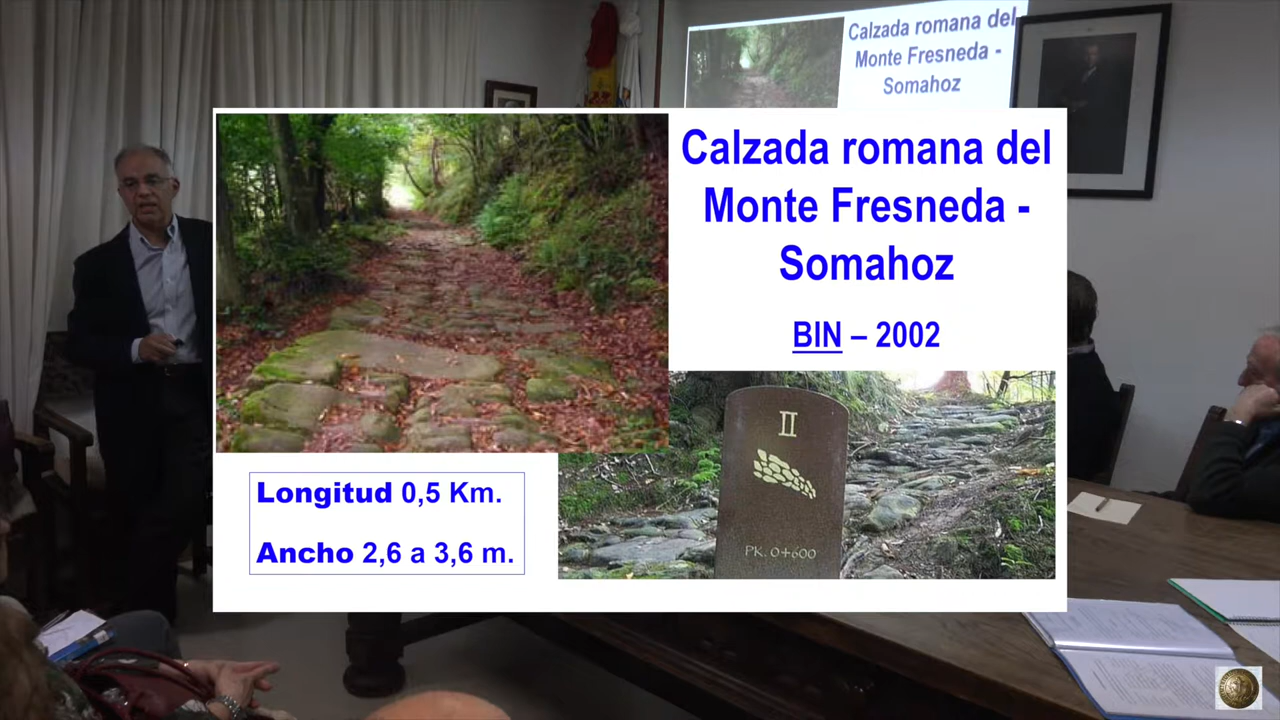 Calzada romana del
Monte Fresneda -
Somahoz
Calzada romana del
Monte Fresneda -
Somahoz
BIN – 2002
II
PK. 0+600
Longitud 0,5 Km.
Ancho 2,6 a 3,6 m.